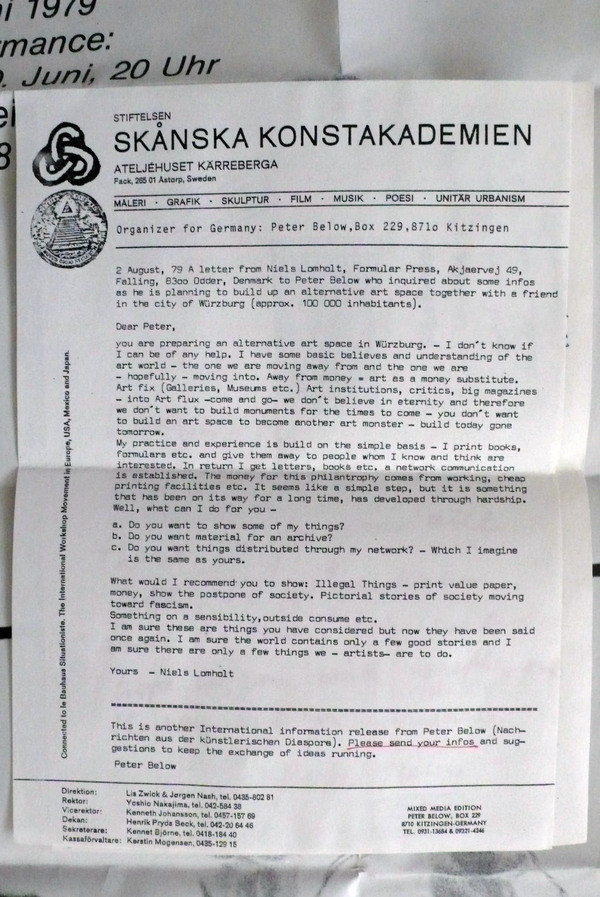 ni 1979
rmance:
. Juni, 20 Uhr
ei
8
STIFTELSEN
SKÅNSKA KONSTAKADEMIEN
ATELJÉHUSET KÄRREBERGA
Fack, 265 01 Åstorp, Sweden
MÅLERI · GRAFIK · SKULPTUR · FILM · MUSIK · POESI · UNITÄR URBANISM
Organizer for Germany: Peter Below,Box 229,871o Kitzingen
2 August, 79 A letter from Niels Lomholt, Formular Press, Akjaervej 49,
Falling, 83oo Odder, Denmark to Peter Below who inquired about some infos
as he is planning to build up an alternative art space together with a friend
in the city of Würzburg (approx. 100 000 inhabitants).
Dear Peter,
you are preparing an alternative art space in Würzburg. - I don't know if
I can be of any help. I have some basic believes and understanding of the
art world - the one we are moving away from and the one we are
- hopefully - moving into. Away from money = art as a money substitute.
Art fix (Galleries, Museums etc.) Art institutions, critics, big magazines
- into Art flux -come and go- we don't believe in eternity and therefore
we don't want to build monuments for the times to come - you don't want
to build an art space to become another art monster - build today gone
tomorrow.
My practice and experience is build on the simple basis - I print books,
formulars etc. and give them away to people whom I know and think are
interested. In return I get letters, books etc. a network communication
is established. The money for this philantrophy comes from working, cheap
printing facilities etc. It seems like a simple step, but it is something
that has been on its way for a long time, has developed through hardship.
Well, what can I do for you -
a. Do you want to show some of my things?
b. Do you want material for an archive?
c. Do you want things distributed through my network? - Which I imagine
is the same as yours.
What would I recommend you to show: Illegal Things - print value paper,
money, show the postpone of society. Pictorial stories of society moving
toward fascism.
Something on a sensibility,outside consume etc.
I am sure these are things you have considered but now they have been said
once again. I am sure the world contains only a few good stories and I
am sure there are only a few things we - artists- are to do.
Yours - Niels Lomholt
This is another International information release from Peter Below (Nach-
richten aus der künstlerischen Diaspora). Please send your infos and sug-
gestions to keep the exchange of ideas running.
Peter Below
Connected to le Bauhaus Situationiste. The International Workshop Movement in Europe, USA, Mexico and Japan.
Direktion: Lis Zwick & Jørgen Nash, tel. 0435-802 81
Rektor: Yoshio Nakajima, tel. 042-584 38
Vicerektor: Kenneth Johansson, tel. 0457-157 69
Dekan: Henrik Pryds Beck, tel. 042-20 64 46
Sekreterare: Kennet Björne, tel. 0418-184 40
Kassaförvaltare: Kerstin Mogensen, 0435-129 15
MIXED MEDIA EDITION
PETER BELOW, BOX 229
8710 KITZINGEN-GERMANY
TEL. 0931-13684 & 09321-4246